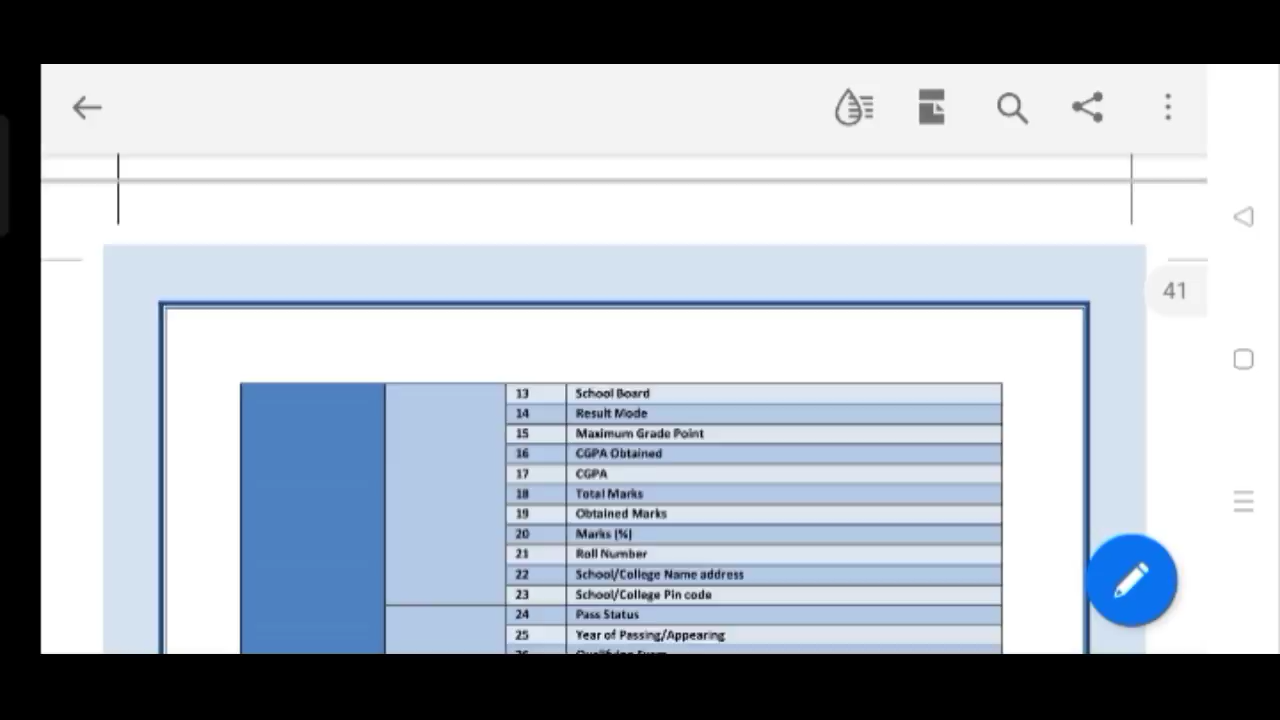 41
13 School Board
14 Result Mode
15 Maximum Grade Point
16 CGPA Obtained
17 CGPA
18 Total Marks
19 Obtained Marks
20 Marks (%)
21 Roll Number
22 School/College Name address
23 School/College Pin code
24 Pass Status
25 Year of Passing/Appearing